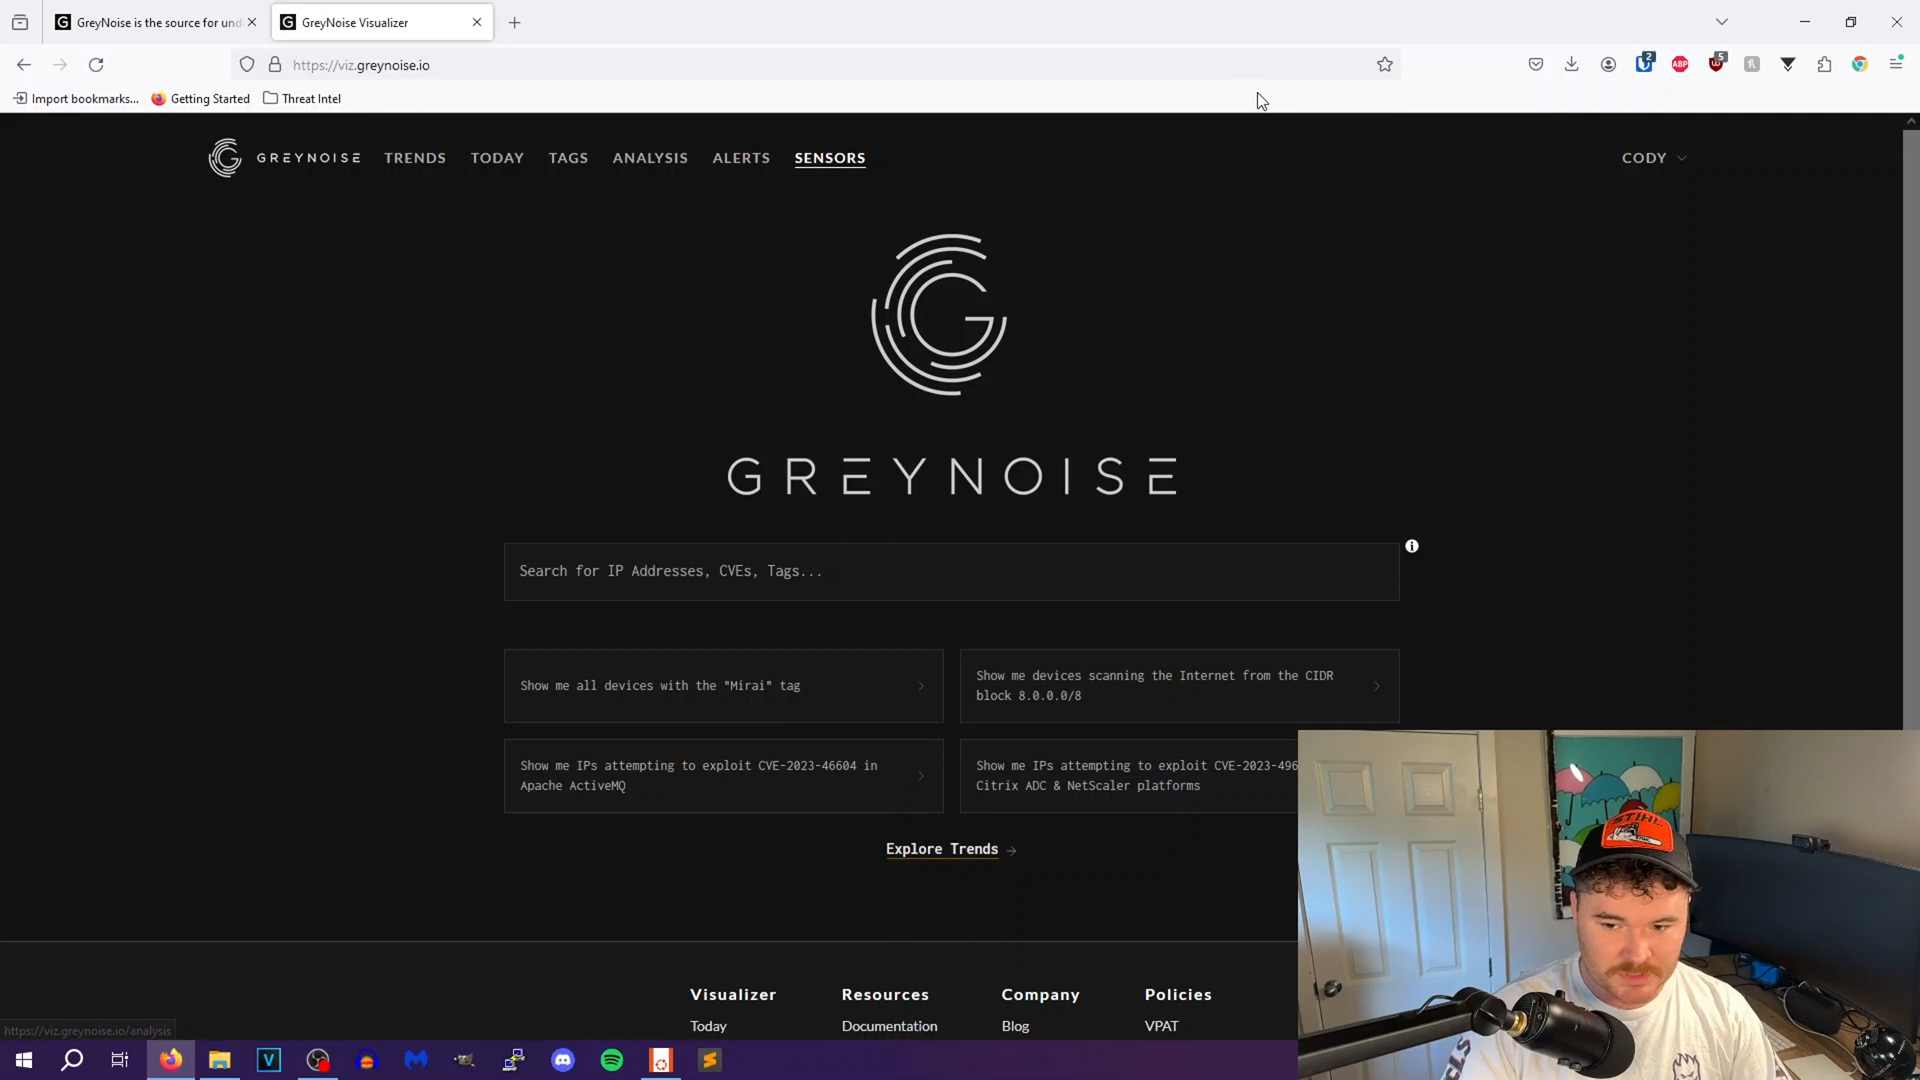 GreyNoise is the source for und
GreyNoise Visualizer
https://viz.greynoise.io
2
ABP
5
Import bookmarks...
Getting Started
Threat Intel
GREYNOISE
TRENDS
TODAY
TAGS
ANALYSIS
ALERTS
SENSORS
CODY
GREYNOISE
Search for IP Addresses, CVEs, Tags...
Show me all devices with the "Mirai" tag
Show me devices scanning the Internet from the CIDR
block 8.0.0.0/8
Show me IPs attempting to exploit CVE-2023-46604 in
Apache ActiveMQ
Show me IPs attempting to exploit CVE-2023-496
Citrix ADC & NetScaler platforms
Explore Trends
STIHL
Visualizer
Resources
Company
Policies
Today
Documentation
Blog
VPAT
https://viz.greynoise.io/analysis